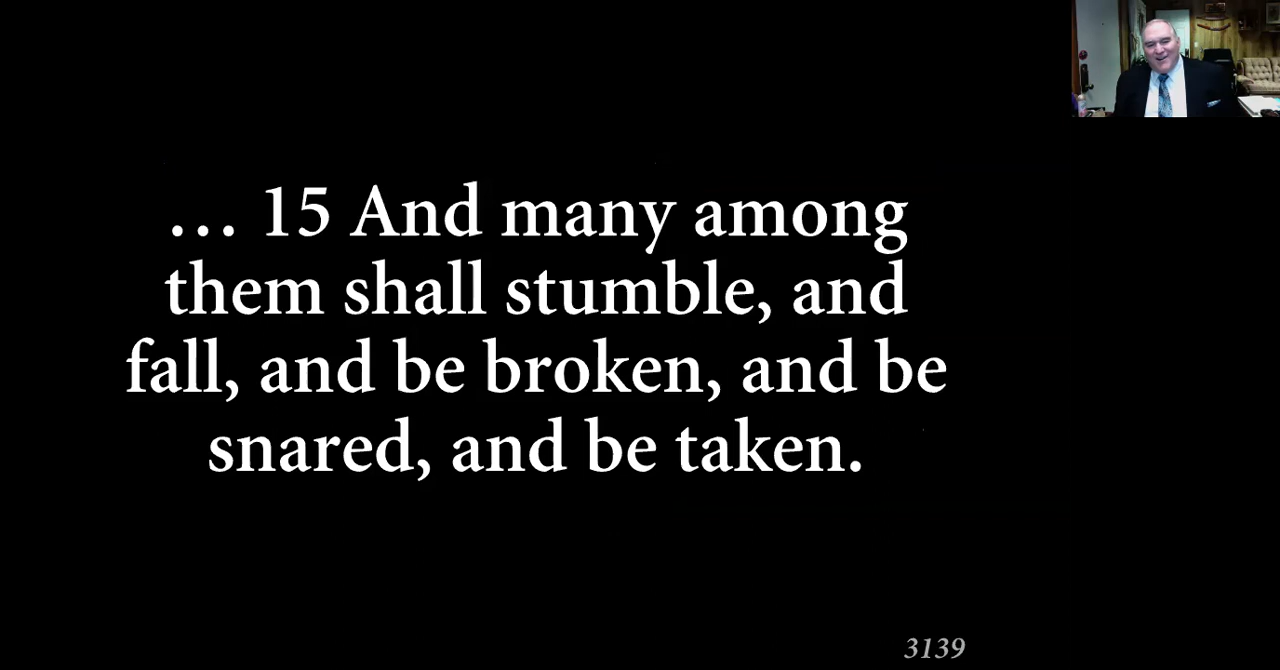 … 15 And many among
them shall stumble, and
fall, and be broken, and be
snared, and be taken.
3139